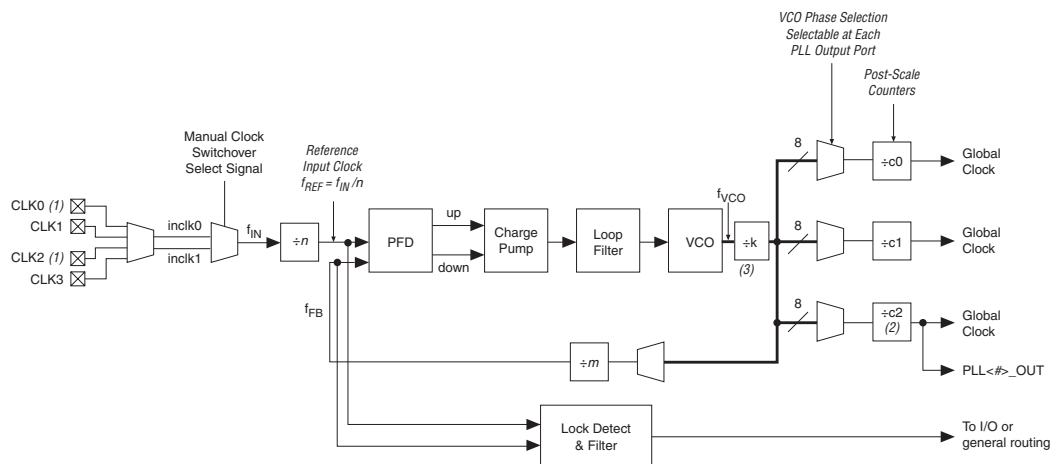 VCO Phase Selection
Selectable at Each
PLL Output Port
Post-Scale
Counters
Manual Clock
Switchover
Select Signal
Reference
Input Clock
fREF = fIN /n
CLK0 (1)
CLK1
CLK2 (1)
CLK3
inclk0
inclk1
fIN
÷n
PFD
up
down
Charge
Pump
Loop
Filter
VCO
fVCO
÷k
(3)
8
÷c0
Global
Clock
8
÷c1
Global
Clock
8
÷c2
(2)
Global
Clock
PLL<#>_OUT
fFB
÷m
Lock Detect
& Filter
To I/O or
general routing